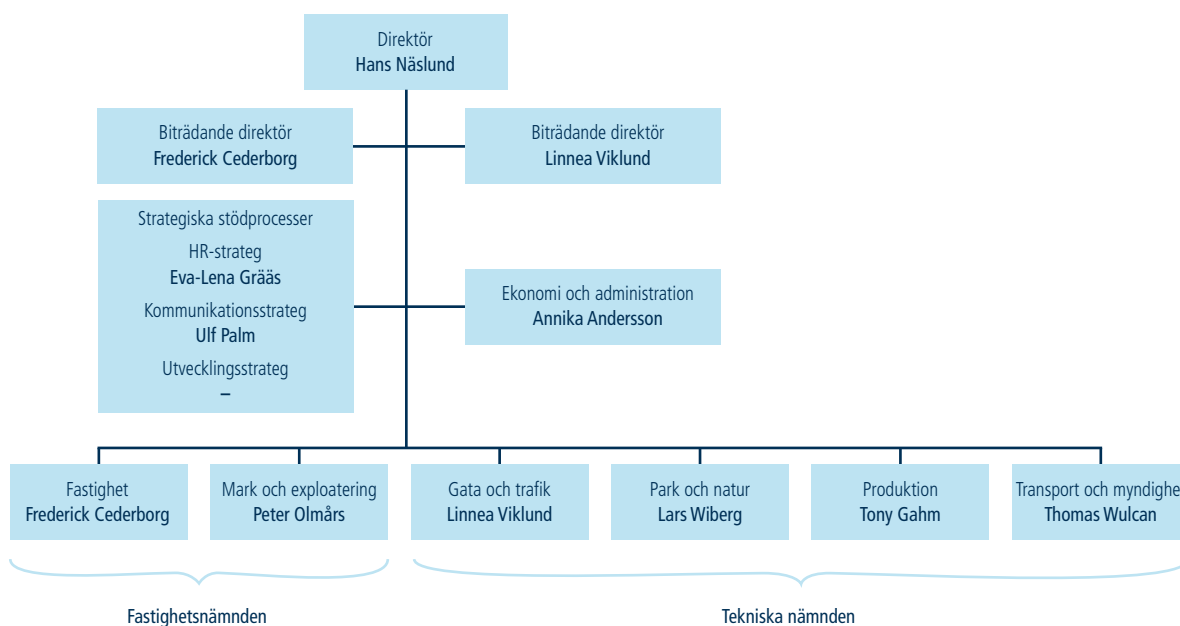 Direktör
Hans Näslund
Biträdande direktör
Frederick Cederborg
Biträdande direktör
Linnea Viklund
Strategiska stödprocesser
HR-strateg
Eva-Lena Grääs
Kommunikationsstrateg
Ulf Palm
Utvecklingsstrateg
–
Ekonomi och administration
Annika Andersson
Fastighet
Frederick Cederborg
Mark och exploatering
Peter Olmårs
Gata och trafik
Linnea Viklund
Park och natur
Lars Wiberg
Produktion
Tony Gahm
Transport och myndighe
Thomas Wulcan
Fastighetsnämnden
Tekniska nämnden